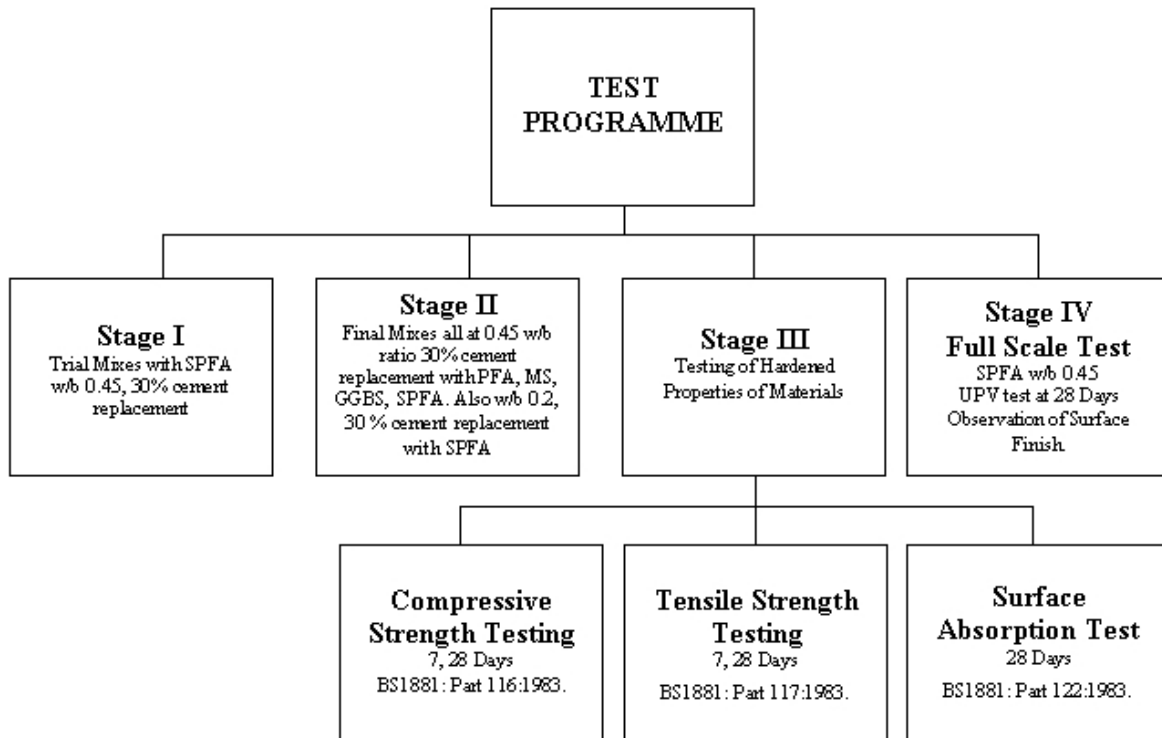 TEST
PROGRAMME
Stage I
Trial Mixes with SPFA
w/b 0.45, 30% cement
replacement
Stage II
Final Mixes all at 0.45 w/b
ratio 30% cement
replacement with PFA, MS,
GGBS, SPFA. Also w/b 0.2,
30 % cement replacement
with SPFA
Stage III
Testing of Hardened
Properties of Materials
Stage IV
Full Scale Test
SPFA w/b 0.45
UPV test at 28 Days
Observation of Surface
Finish
Compressive
Strength Testing
7, 28 Days
BS1881: Part 116:1983.
Tensile Strength
Testing
7, 28 Days
BS1881: Part 117:1983.
Surface
Absorption Test
28 Days
BS1881: Part 122:1983.